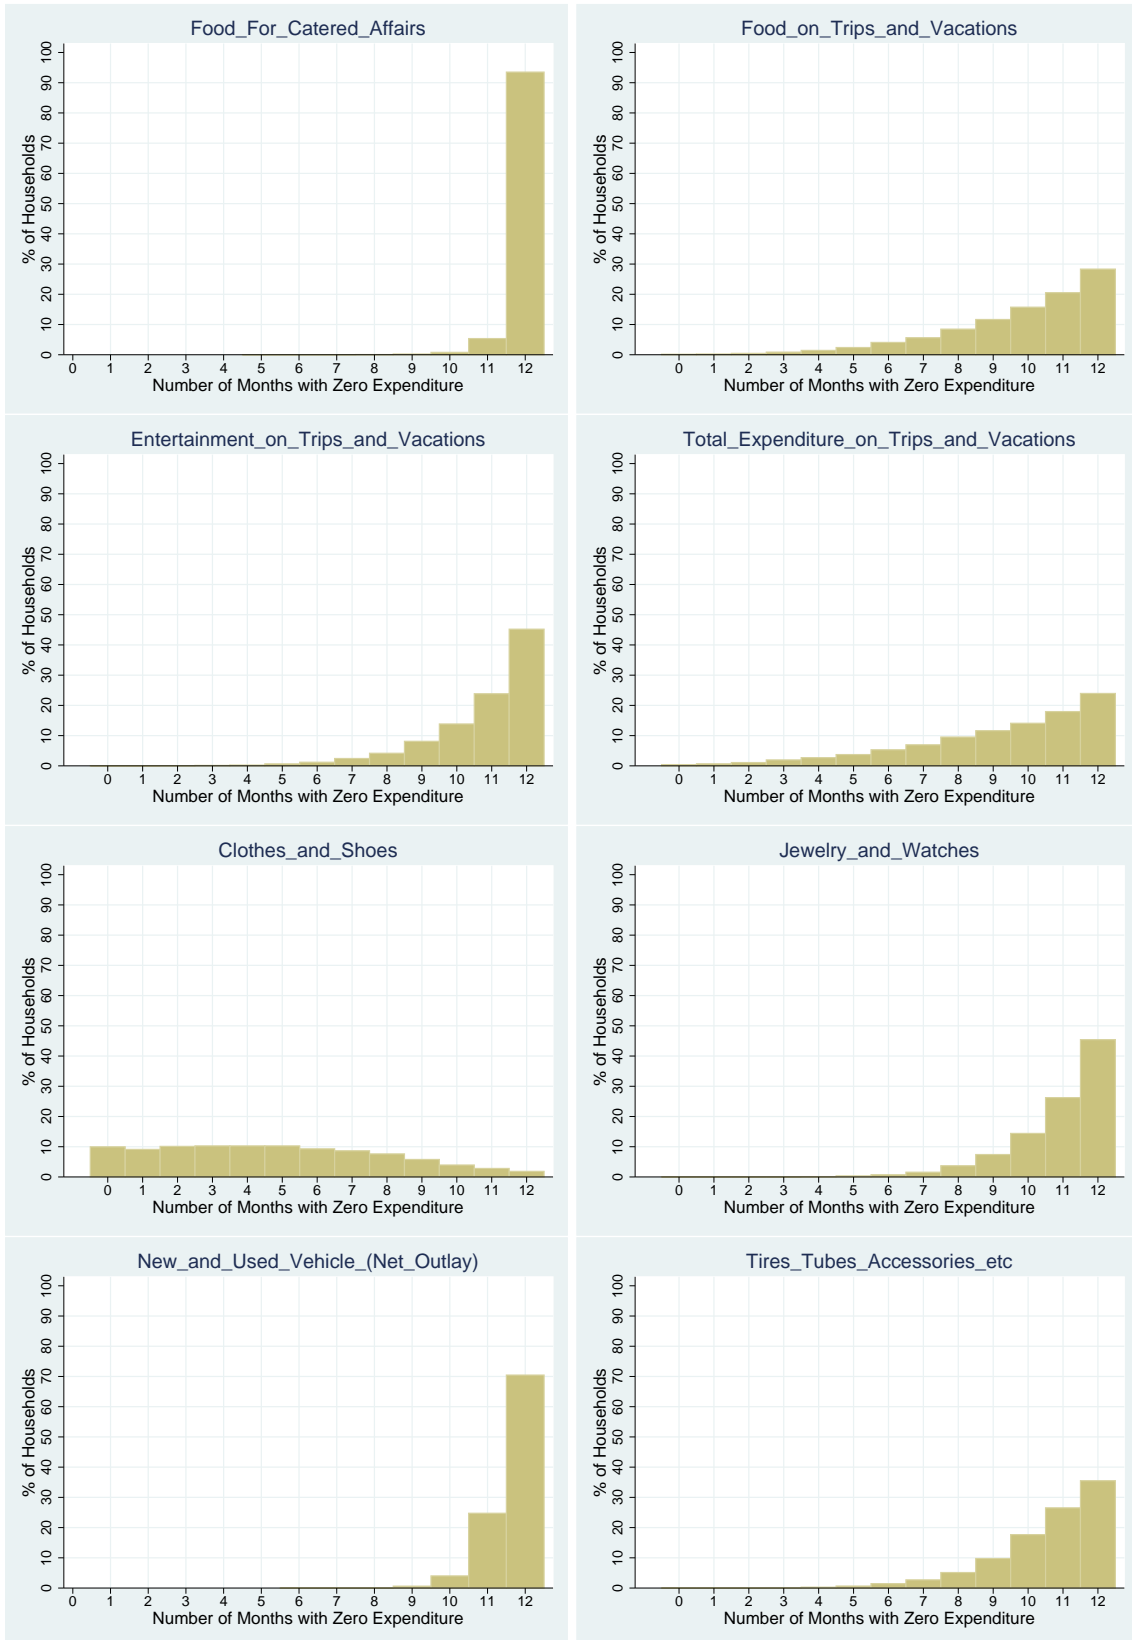 Food_For_Catered_Affairs
% of Households
0 10 20 30 40 50 60 70 80 90 100
0 1 2 3 4 5 6 7 8 9 10 11 12
Number of Months with Zero Expenditure
Food_on_Trips_and_Vacations
% of Households
0 10 20 30 40 50 60 70 80 90 100
0 1 2 3 4 5 6 7 8 9 10 11 12
Number of Months with Zero Expenditure
Entertainment_on_Trips_and_Vacations
% of Households
0 10 20 30 40 50 60 70 80 90 100
0 1 2 3 4 5 6 7 8 9 10 11 12
Number of Months with Zero Expenditure
Total_Expenditure_on_Trips_and_Vacations
% of Households
0 10 20 30 40 50 60 70 80 90 100
0 1 2 3 4 5 6 7 8 9 10 11 12
Number of Months with Zero Expenditure
Clothes_and_Shoes
% of Households
0 10 20 30 40 50 60 70 80 90 100
0 1 2 3 4 5 6 7 8 9 10 11 12
Number of Months with Zero Expenditure
Jewelry_and_Watches
% of Households
0 10 20 30 40 50 60 70 80 90 100
0 1 2 3 4 5 6 7 8 9 10 11 12
Number of Months with Zero Expenditure
New_and_Used_Vehicle_(Net_Outlay)
% of Households
0 10 20 30 40 50 60 70 80 90 100
0 1 2 3 4 5 6 7 8 9 10 11 12
Number of Months with Zero Expenditure
Tires_Tubes_Accessories_etc
% of Households
0 10 20 30 40 50 60 70 80 90 100
0 1 2 3 4 5 6 7 8 9 10 11 12
Number of Months with Zero Expenditure